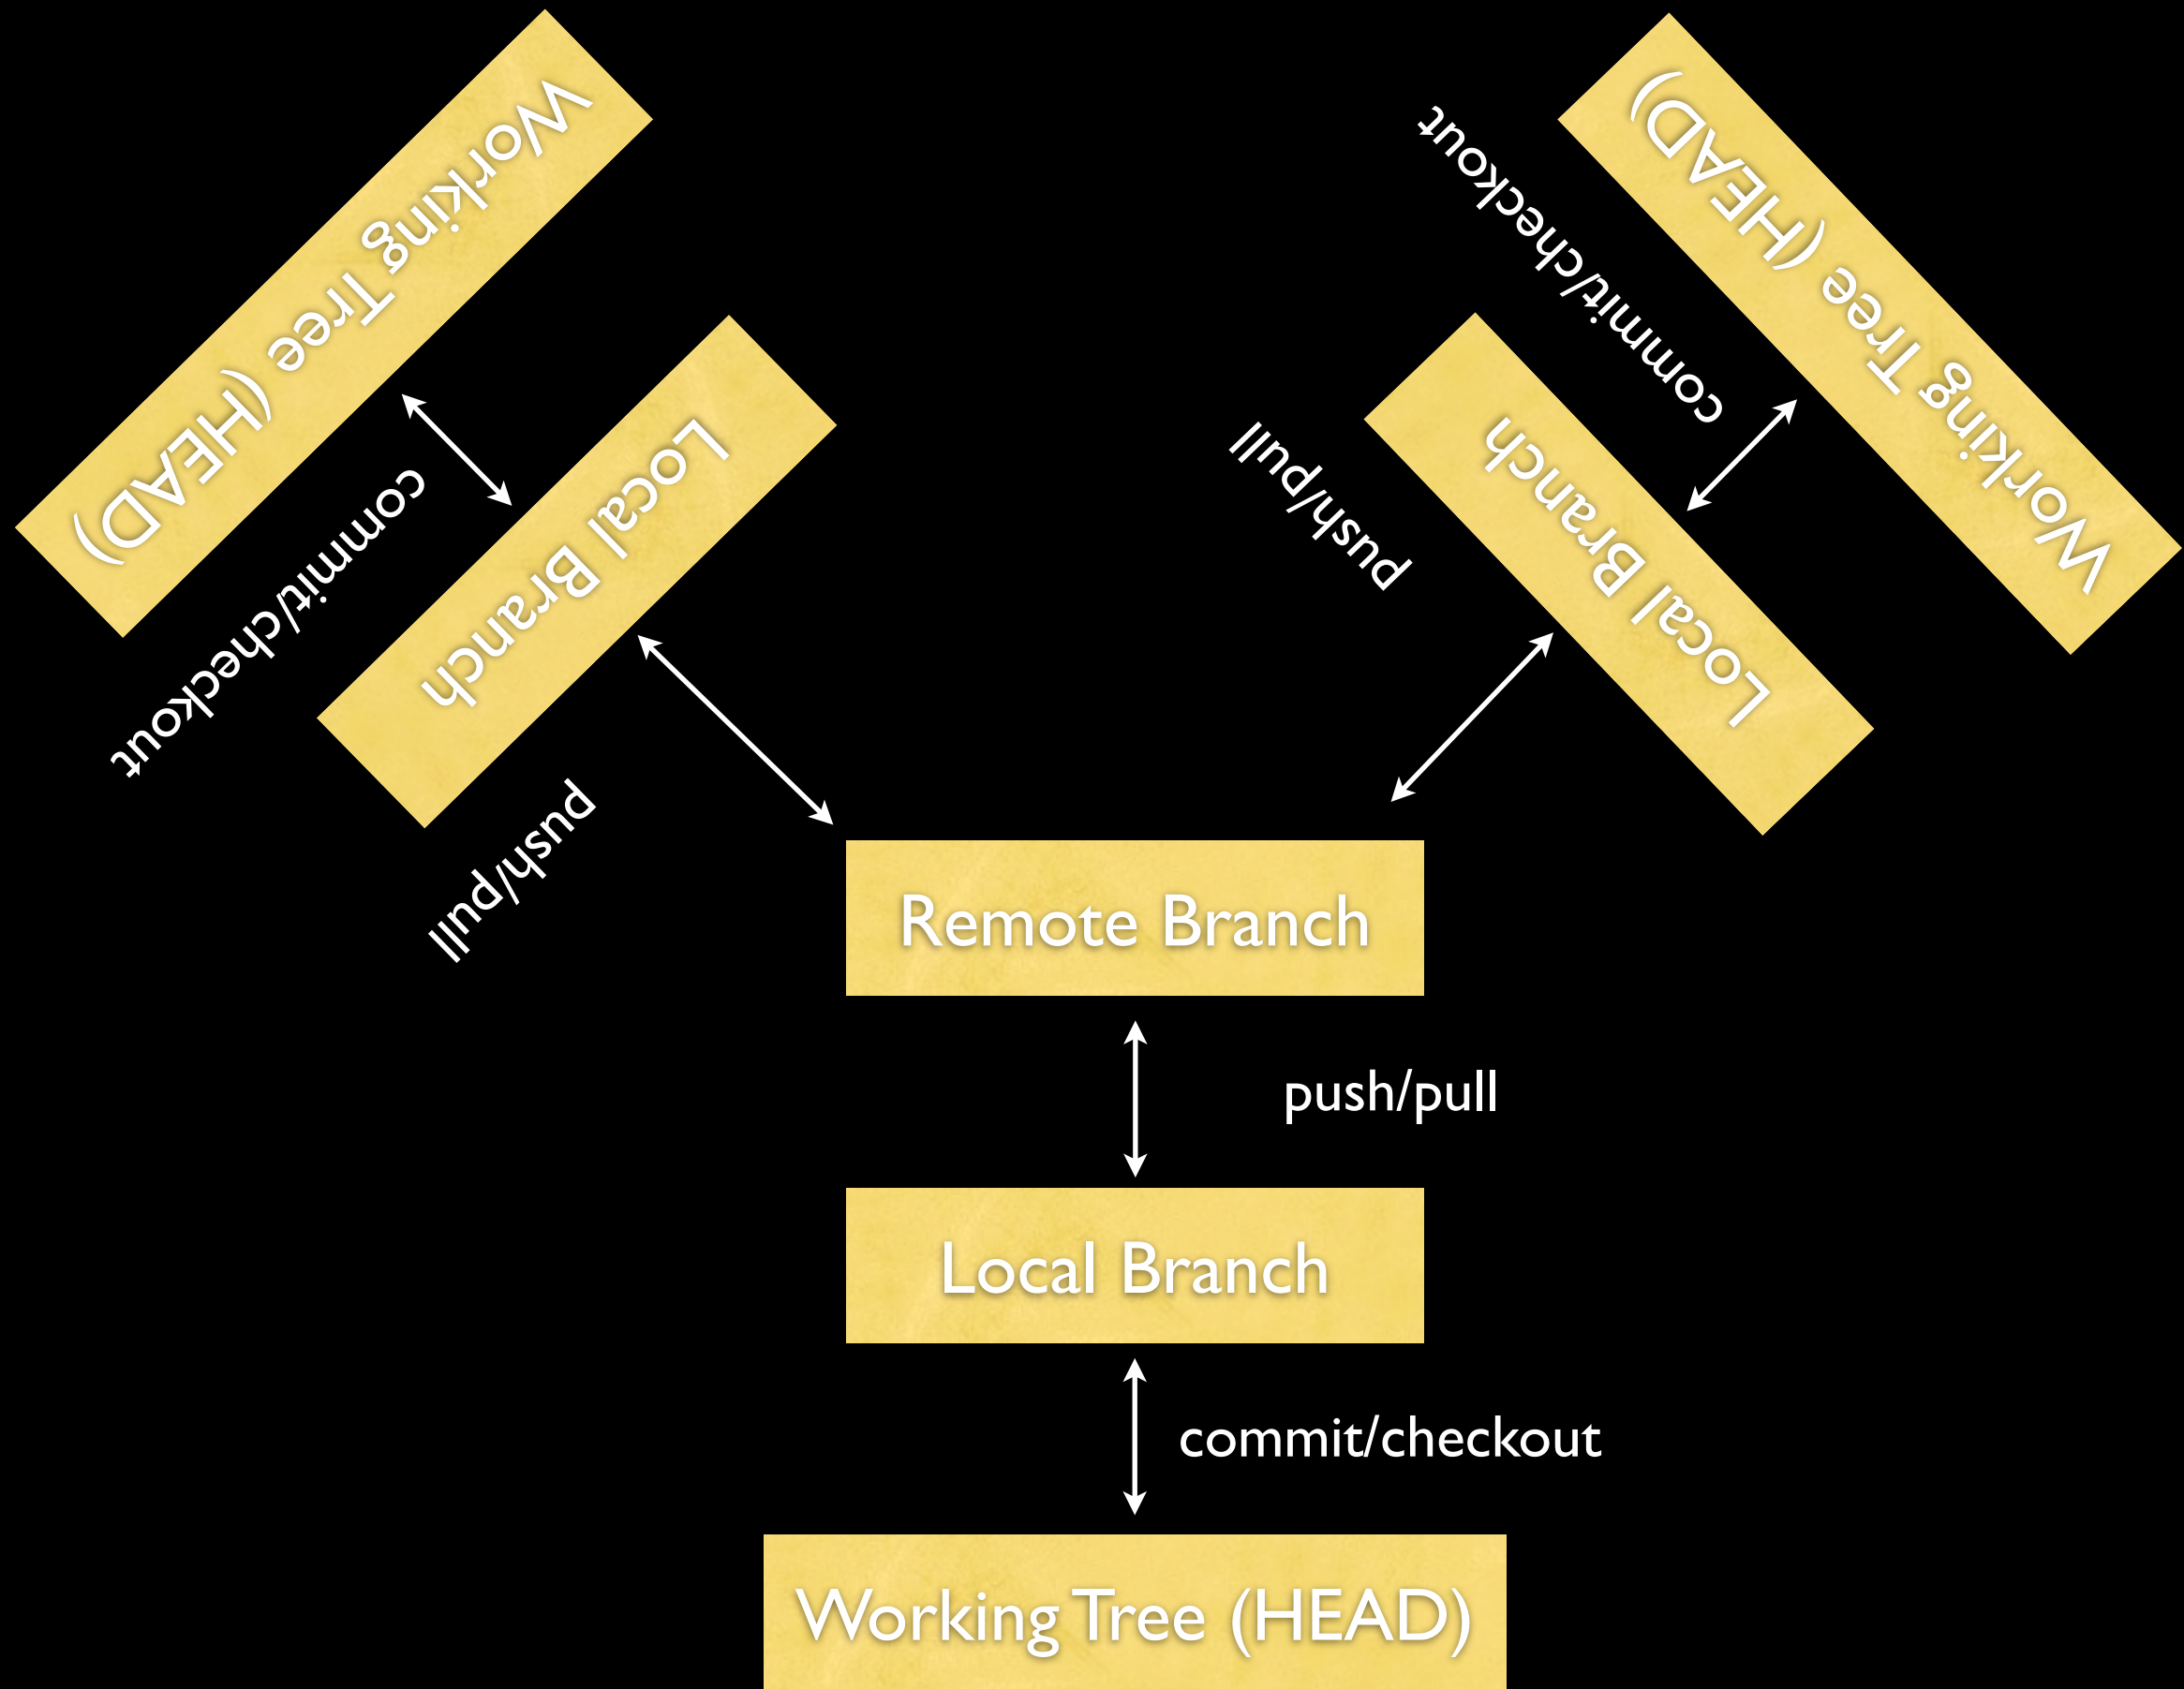 Working Tree (HEAD)
commit/checkout
Local Branch
push/pull
Working Tree (HEAD)
commit/checkout
Local Branch
push/pull
Remote Branch
push/pull
Local Branch
commit/checkout
Working Tree (HEAD)